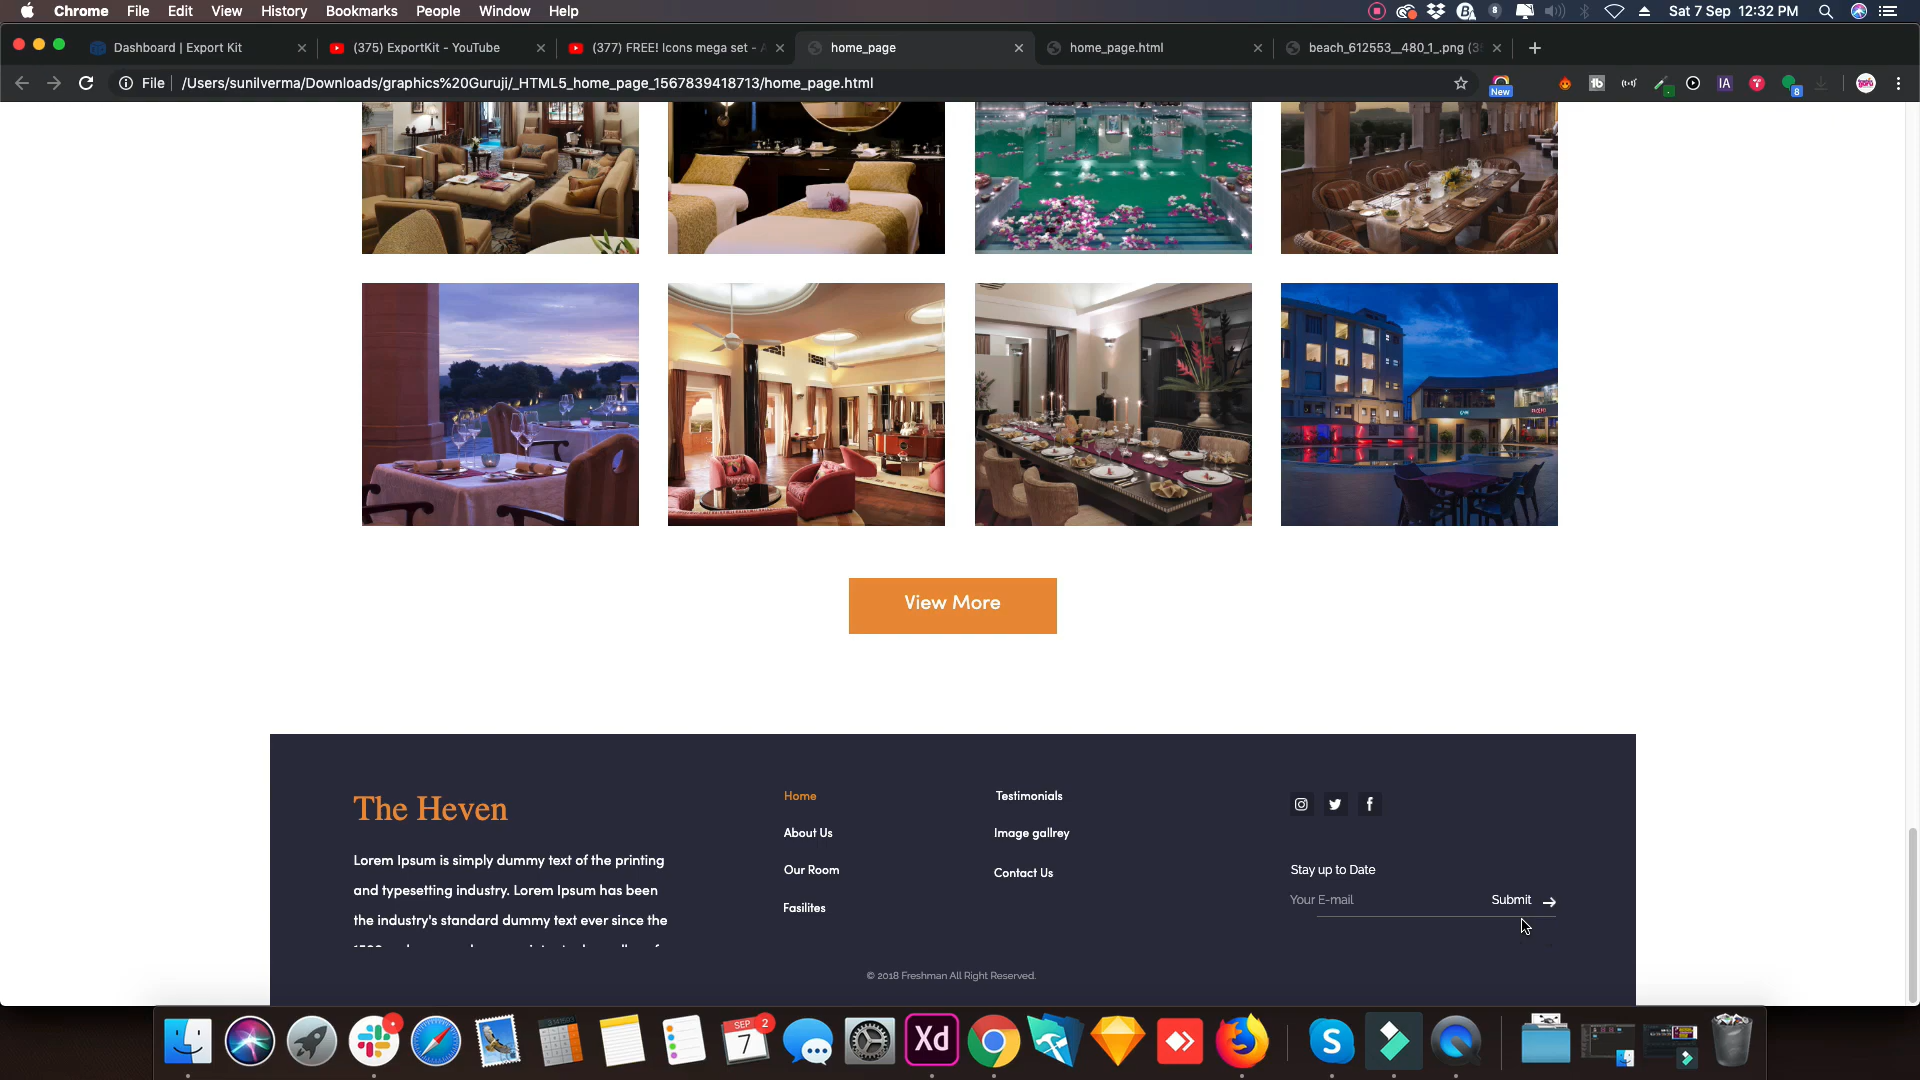 Chrome File Edit View History Bookmarks People Window Help
8
Sat 7 Sep 12:32 PM
Dashboard | Export Kit
(375) ExportKit - YouTube
(377) FREE! Icons mega set - A
home_page
home_page.html
beach_612553__480_1_.png (3
File
/Users/sunilverma/Downloads/graphics%20Guruji/_HTML5_home_page_1567839418713/home_page.html
New
IA
8
View More
The Heven
Lorem Ipsum is simply dummy text of the printing
and typesetting industry. Lorem Ipsum has been
the industry's standard dummy text ever since the
Home
About Us
Our Room
Fasilites
Testimonials
Image gallrey
Contact Us
Stay up to Date
Your E-mail
Submit
© 2018 Freshman All Right Reserved.
SEP
7
2
Xd